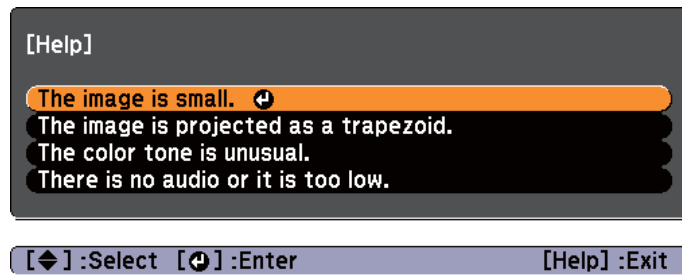 [Help]
The image is small.
The image is projected as a trapezoid.
The color tone is unusual.
There is no audio or it is too low.
[◆] :Select [↵] :Enter [Help] :Exit